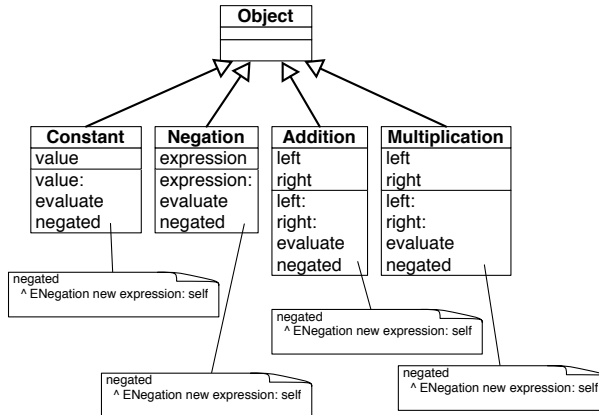 Object
Constant
value
value:
evaluate
negated
Negation
expression
expression:
evaluate
negated
Addition
left
right
left:
right:
evaluate
negated
Multiplication
left
right
left:
right:
evaluate
negated
negated
^ ENegation new expression: self
negated
^ ENegation new expression: self
negated
^ ENegation new expression: self
negated
^ ENegation new expression: self